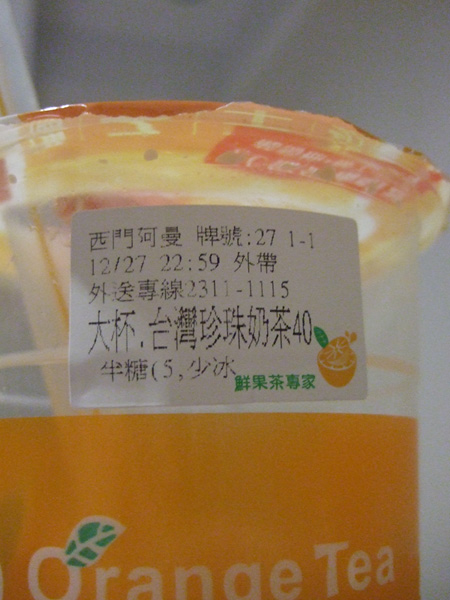 西門阿曼 牌號:27 1-1
12/27 22:59 外帶
外送專線2311-1115
大杯.台灣珍珠奶茶40
半糖(5,少冰
鮮果茶專家
Orange Tea